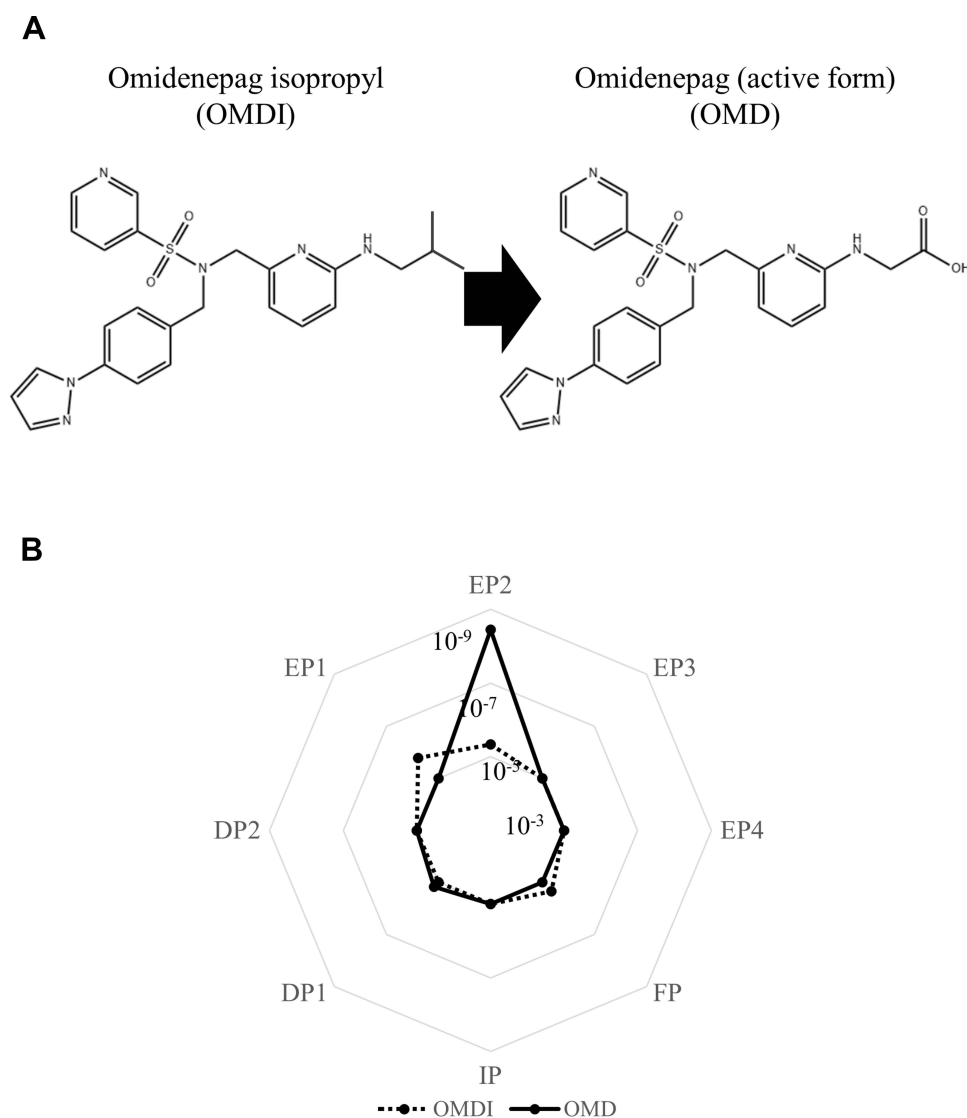 A
Omidenepag isopropyl
(OMDI)
Omidenepag (active form)
(OMD)
N
O
S
O
N
N
H
N
N
N
N
O
S
O
N
N
H
N
O
OH
N
N
B
EP2
EP1
EP3
10-9
10-7
10-5
10-3
DP2
EP4
DP1
FP
IP
OMDI
OMD